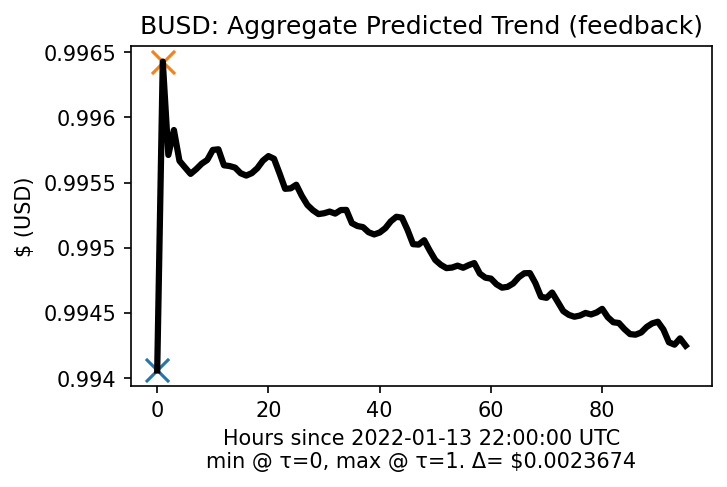 BUSD: Aggregate Predicted Trend (feedback)
0.9965
0.996
0.9955
0.995
0.9945
0.994
$ (USD)
0 20 40 60 80
Hours since 2022-01-13 22:00:00 UTC
min @ τ=0, max @ τ=1. Δ= $0.0023674